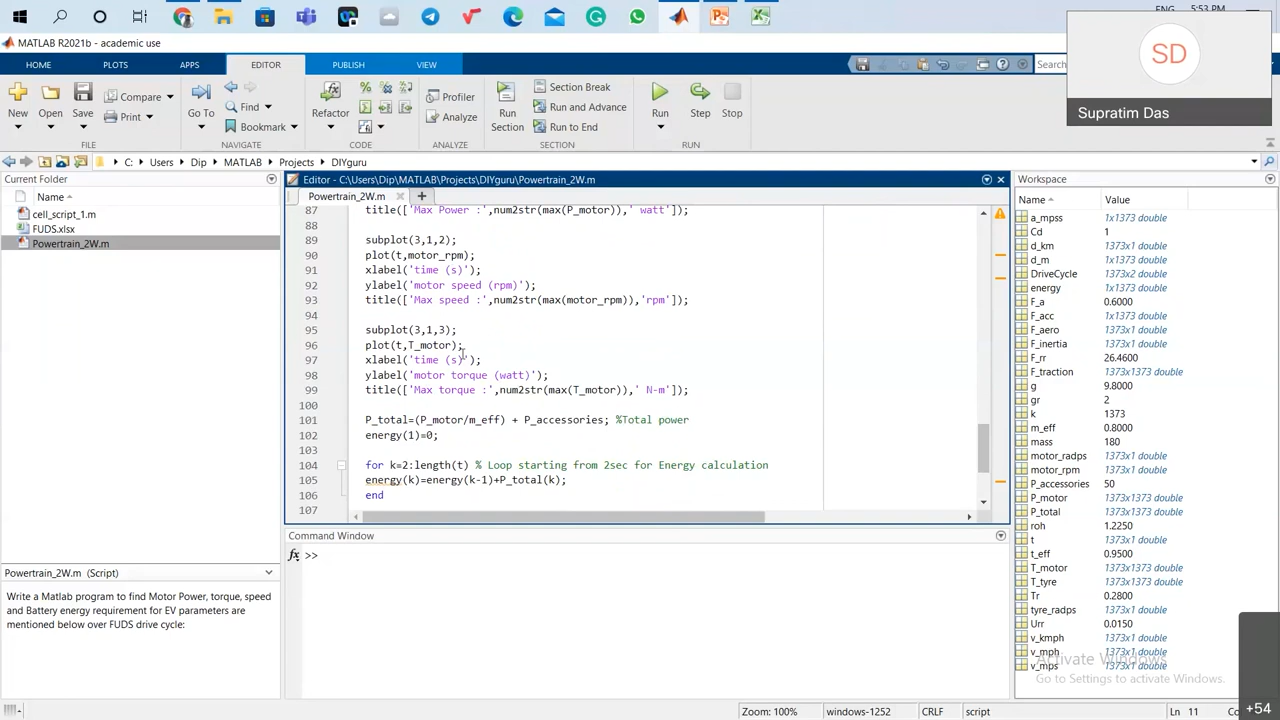 ENG 5:53 PM
MATLAB R2021b - academic use
HOME PLOTS APPS EDITOR PUBLISH VIEW Search
SD
Supratim Das
New Open Save Compare Print Go To Find Bookmark Refactor Profiler Analyze Run Section Section Break Run and Advance Run to End Run Step Stop
FILE NAVIGATE CODE ANALYZE SECTION RUN
C: Users Dip MATLAB Projects DIYguru
Current Folder
Name
cell_script_1.m
FUDS.xlsx
Powertrain_2W.m
Powertrain_2W.m (Script)
Write a Matlab program to find Motor Power, torque, speed
and Battery energy requirement for EV parameters are
mentioned below over FUDS drive cycle:
Editor - C:\Users\Dip\MATLAB\Projects\DIYguru\Powertrain_2W.m
Powertrain_2W.m
87 title(['Max Power :',num2str(max(P_motor)),' watt']);
88
89 subplot(3,1,2);
90 plot(t,motor_rpm);
91 xlabel('time (s)');
92 ylabel('motor speed (rpm)');
93 title(['Max speed :',num2str(max(motor_rpm)),'rpm']);
94
95 subplot(3,1,3);
96 plot(t,T_motor);
97 xlabel('time (s)');
98 ylabel('motor torque (watt)');
99 title(['Max torque :',num2str(max(T_motor)),' N-m']);
100
101 P_total=(P_motor/m_eff) + P_accessories; %Total power
102 energy(1)=0;
103
104 for k=2:length(t) % Loop starting from 2sec for Energy calculation
105 energy(k)=energy(k-1)+P_total(k);
106 end
107
Command Window
fx >>
Workspace
Name Value
a_mpss 1x1373 double
Cd 1
d_km 1373x1 double
d_m 1373x1 double
DriveCycle 1373x2 double
energy 1x1373 double
F_a 0.6000
F_acc 1x1373 double
F_aero 1373x1 double
F_inertia 1373x1 double
F_rr 26.4600
F_traction 1373x1373 double
g 9.8000
gr 2
k 1373
m_eff 0.8000
mass 180
motor_radps 1373x1 double
motor_rpm 1373x1 double
P_accessories 50
P_motor 1373x1373 double
P_total 1373x1373 double
roh 1.2250
t 1373x1 double
t_eff 0.9500
T_motor 1373x1373 double
T_tyre 1373x1373 double
Tr 0.2800
tyre_radps 1373x1 double
Urr 0.0150
v_kmph 1373x1 double
v_mph 1373x1 double
v_mps 1373x1 double
Activate Windows
Go to Settings to activate Windows.
Zoom: 100% windows-1252 CRLF script Ln 11 Co
+54